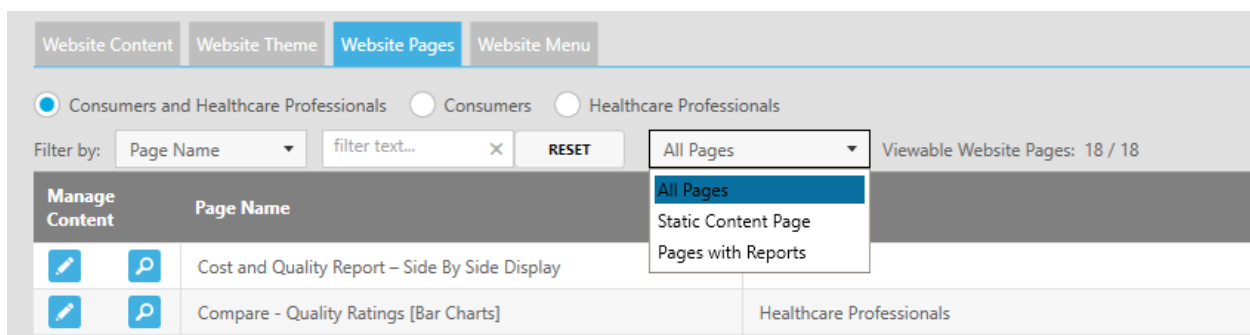 Website Content Website Theme Website Pages Website Menu
Consumers and Healthcare Professionals Consumers Healthcare Professionals
Filter by: Page Name filter text... RESET All Pages Viewable Website Pages: 18 / 18
Manage Content Page Name
All Pages
Static Content Page
Pages with Reports
Cost and Quality Report – Side By Side Display
Compare - Quality Ratings [Bar Charts] Healthcare Professionals